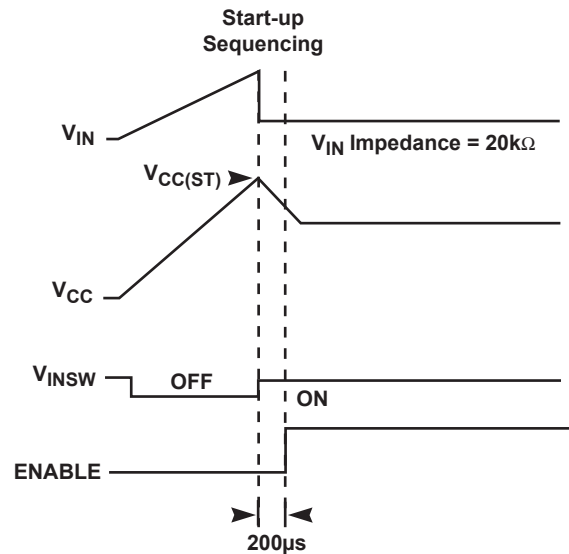 Start-up
Sequencing
VIN
VIN Impedance = 20kΩ
VCC(ST)
VCC
VINSW
OFF
ON
ENABLE
200µs